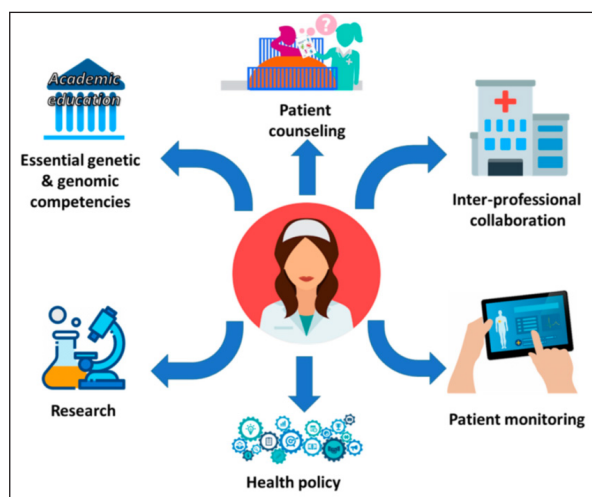 Academic
education
?
Patient
counseling
Essential genetic
& genomic
competencies
Inter-professional
collaboration
Research
Patient monitoring
Health policy